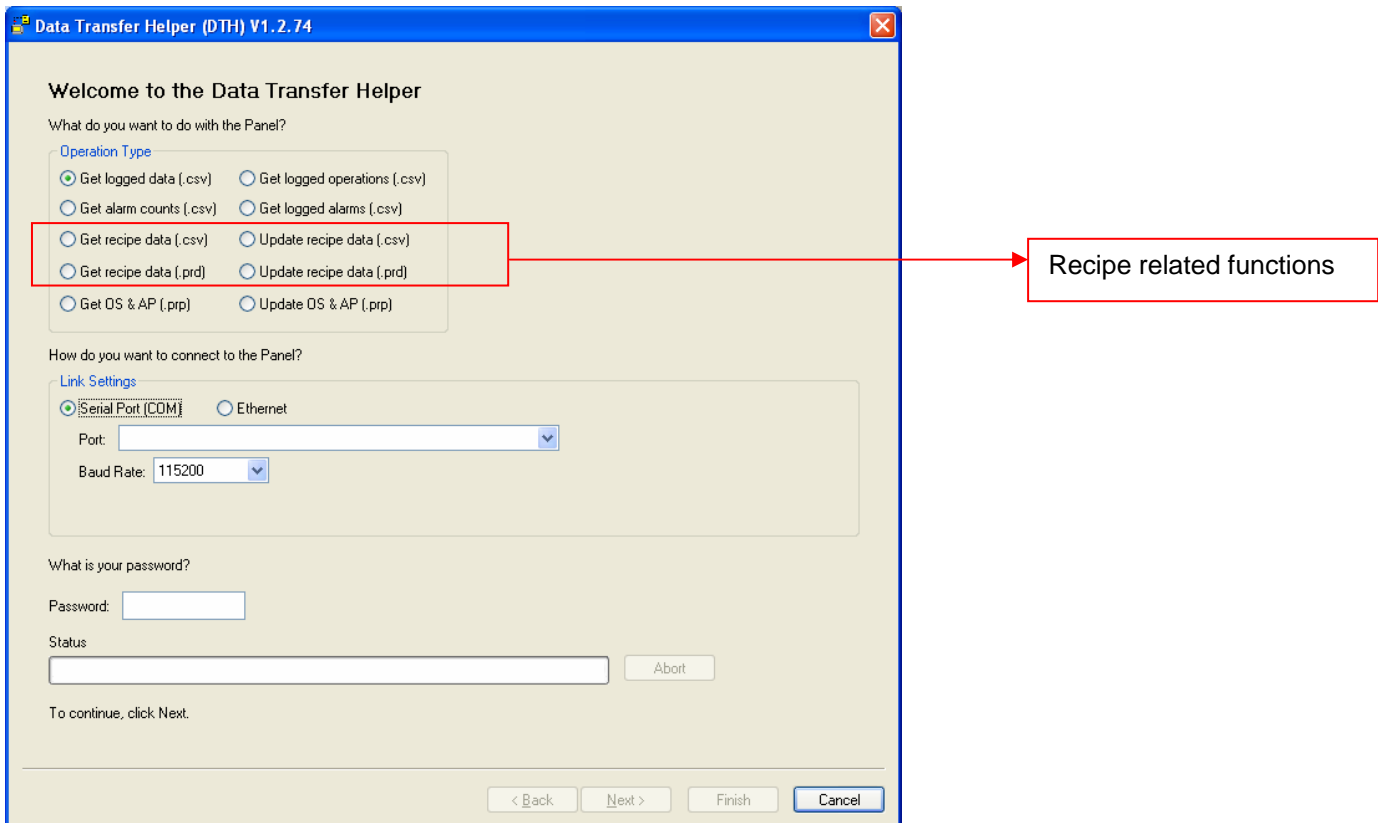 Data Transfer Helper (DTH) V1.2.74
Welcome to the Data Transfer Helper
What do you want to do with the Panel?
Operation Type
Get logged data (.csv) Get logged operations (.csv)
Get alarm counts (.csv) Get logged alarms (.csv)
Get recipe data (.csv) Update recipe data (.csv)
Recipe related functions
Get recipe data (.prd) Update recipe data (.prd)
Get OS & AP (.prp) Update OS & AP (.prp)
How do you want to connect to the Panel?
Link Settings
Serial Port (COM) Ethernet
Port:
Baud Rate: 115200
What is your password?
Password:
Status
Abort
To continue, click Next.
< Back Next > Finish Cancel